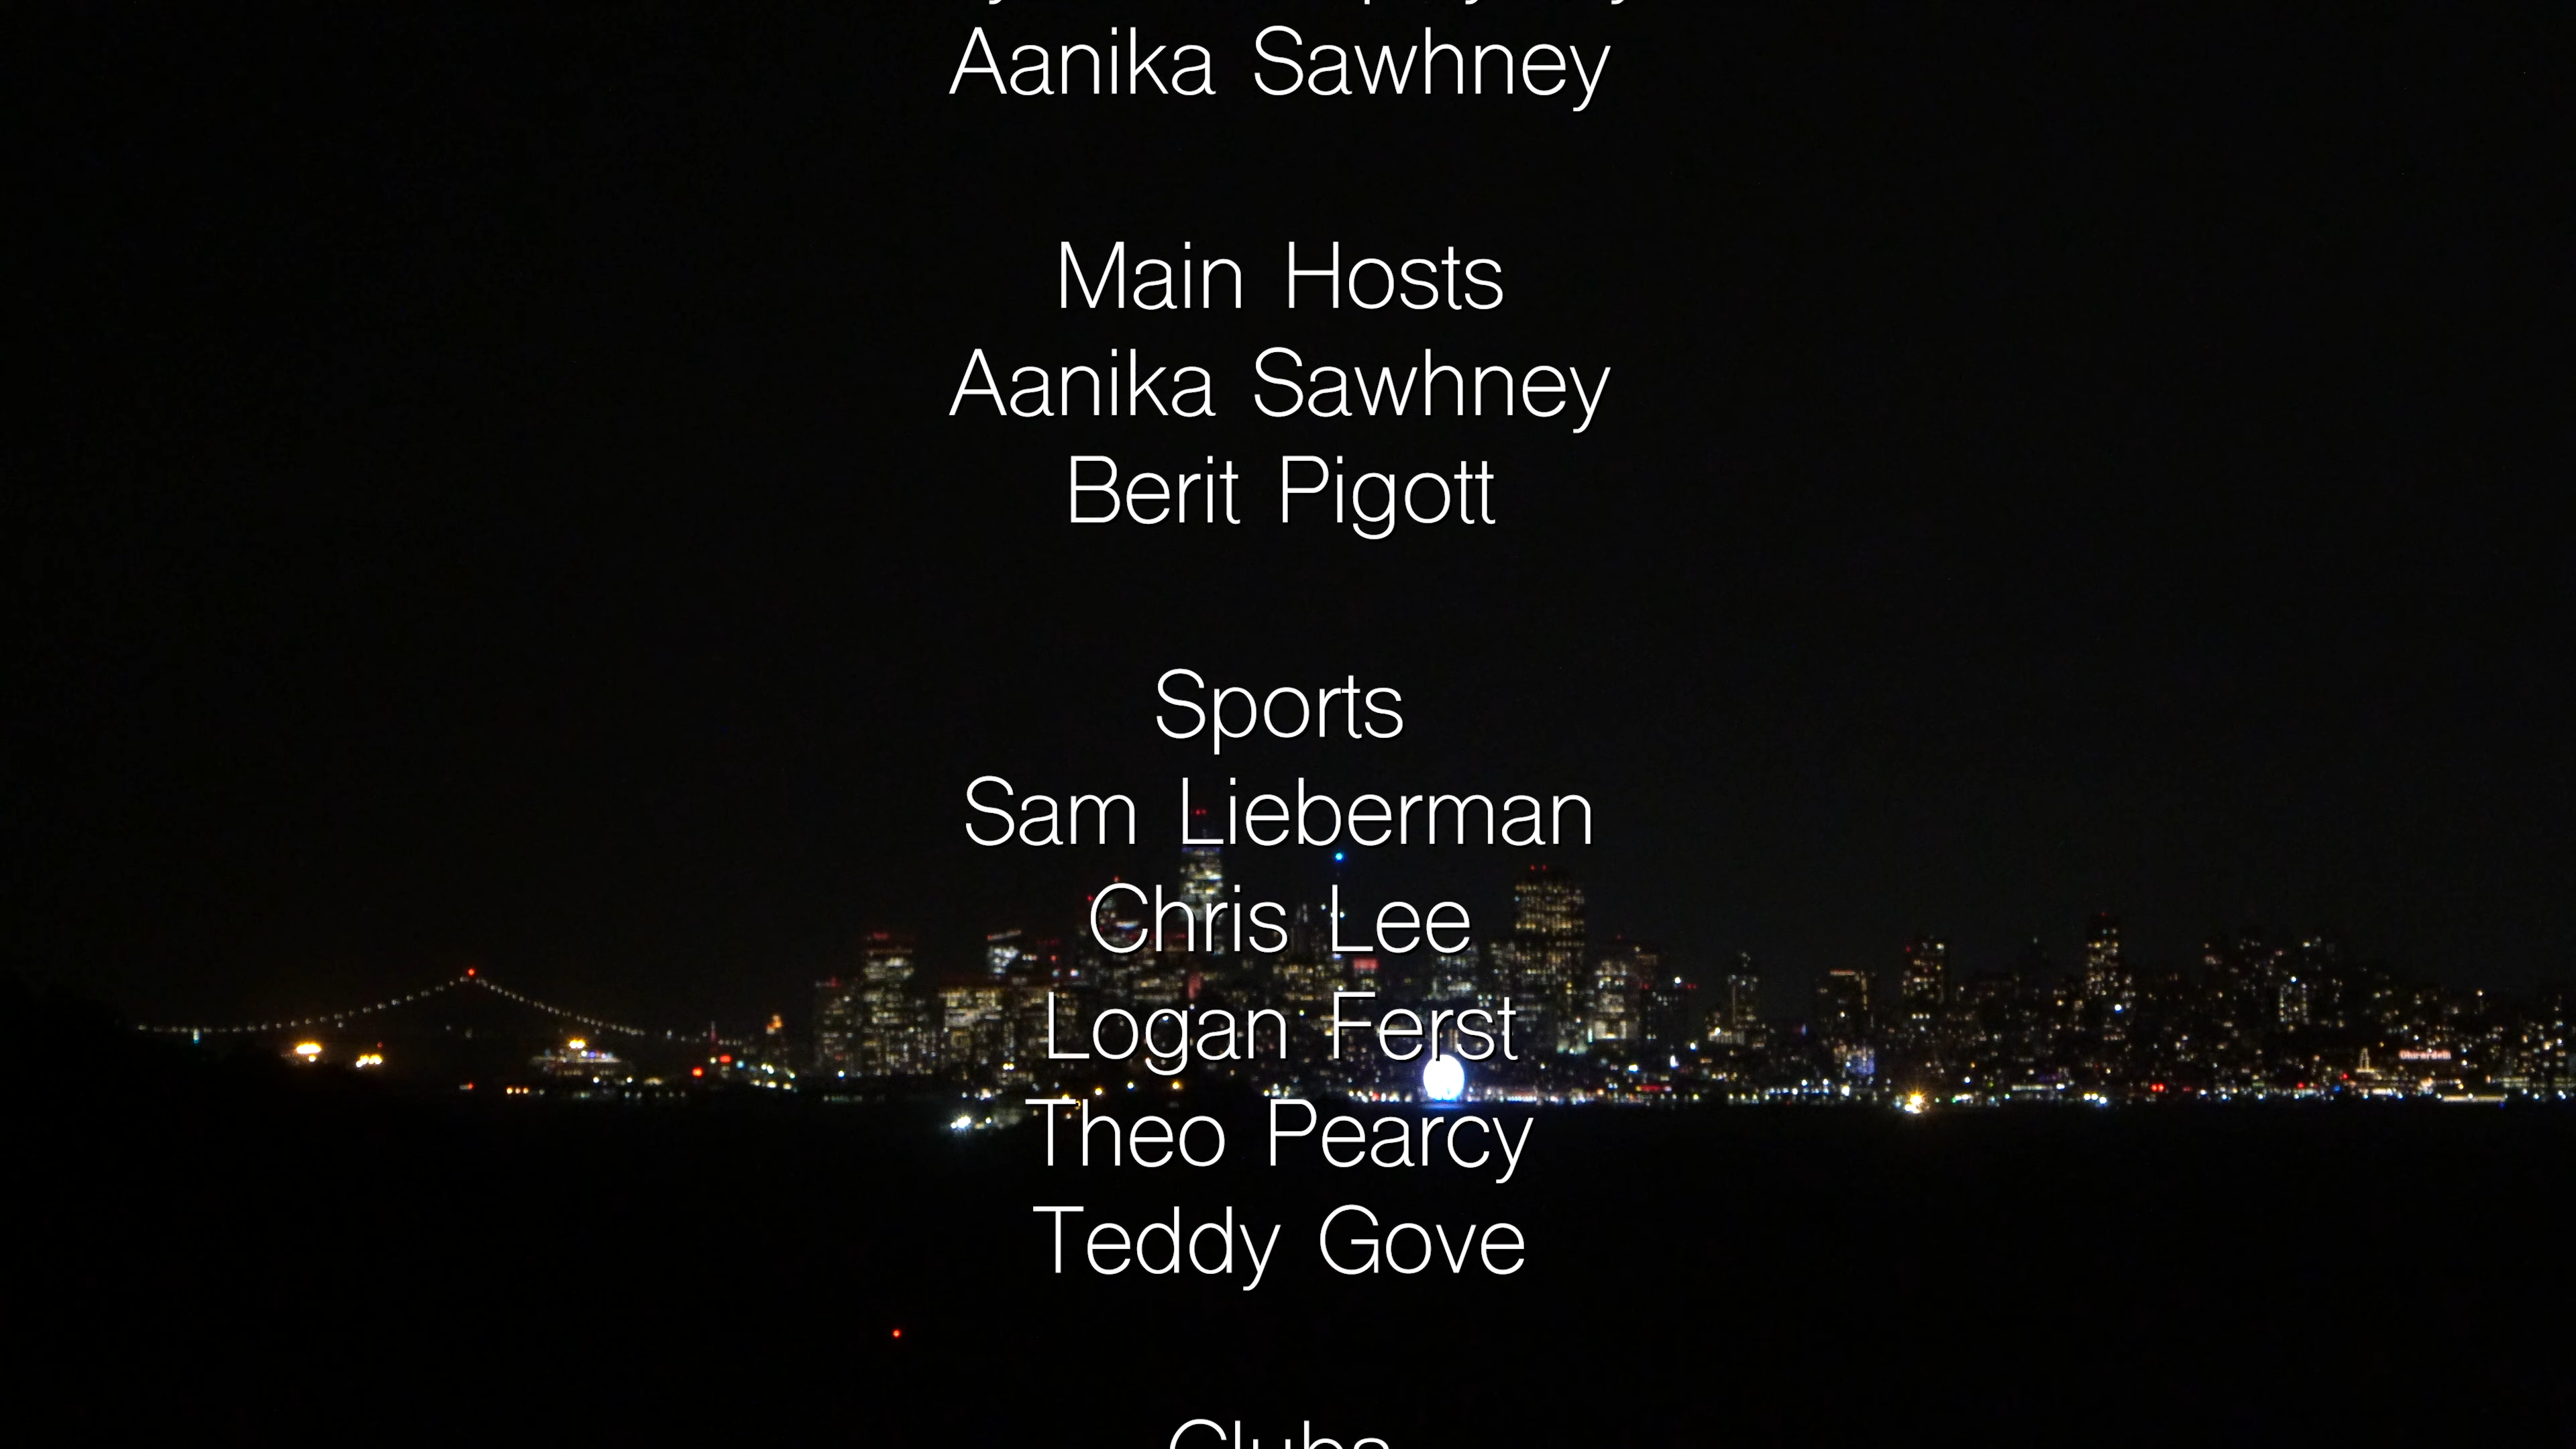 Aanika Sawhney
Main Hosts
Aanika Sawhney
Berit Pigott
Sports
Sam Lieberman
Chris Lee
Logan Ferst
Theo Pearcy
Teddy Gove
Clubs